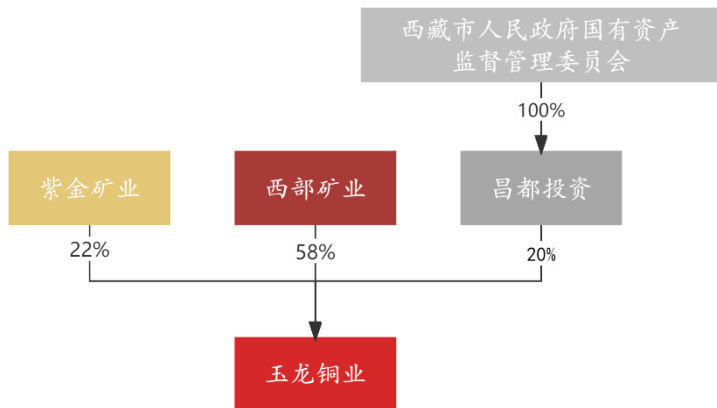 西藏市人民政府国有资产
监督管理委员会
100%
紫金矿业
西部矿业
昌都投资
22%
58%
20%
玉龙铜业